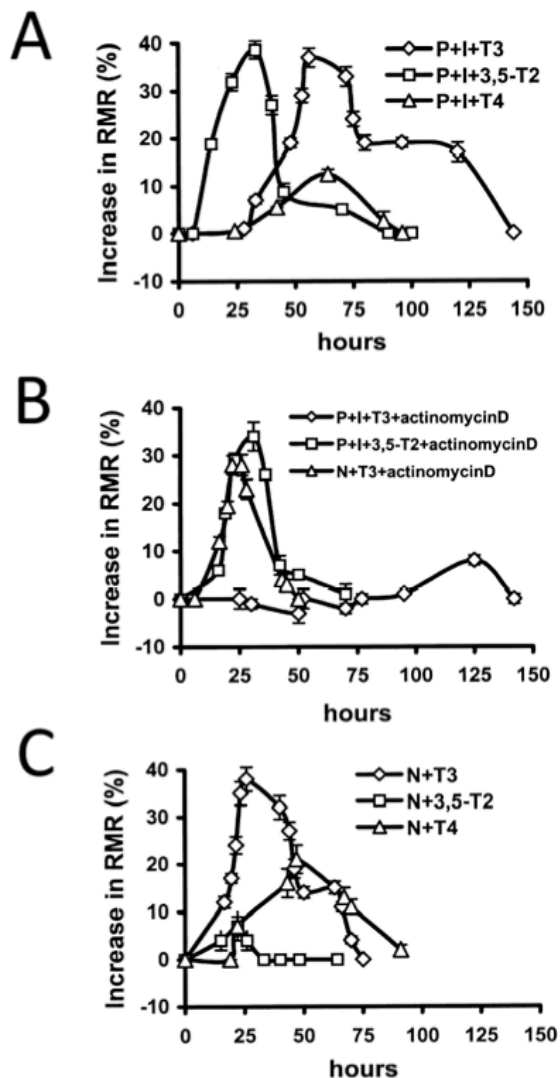 A
Increase in RMR (%)
40
30
20
10
0
-10
P+I+T3
P+I+3,5-T2
P+I+T4
0 25 50 75 100 125 150
hours
B
Increase in RMR (%)
40
30
20
10
0
-10
P+I+T3+actinomycinD
P+I+3,5-T2+actinomycinD
N+T3+actinomycinD
0 25 50 75 100 125 150
hours
C
Increase in RMR (%)
40
30
20
10
0
-10
N+T3
N+3,5-T2
N+T4
0 25 50 75 100 125 150
hours